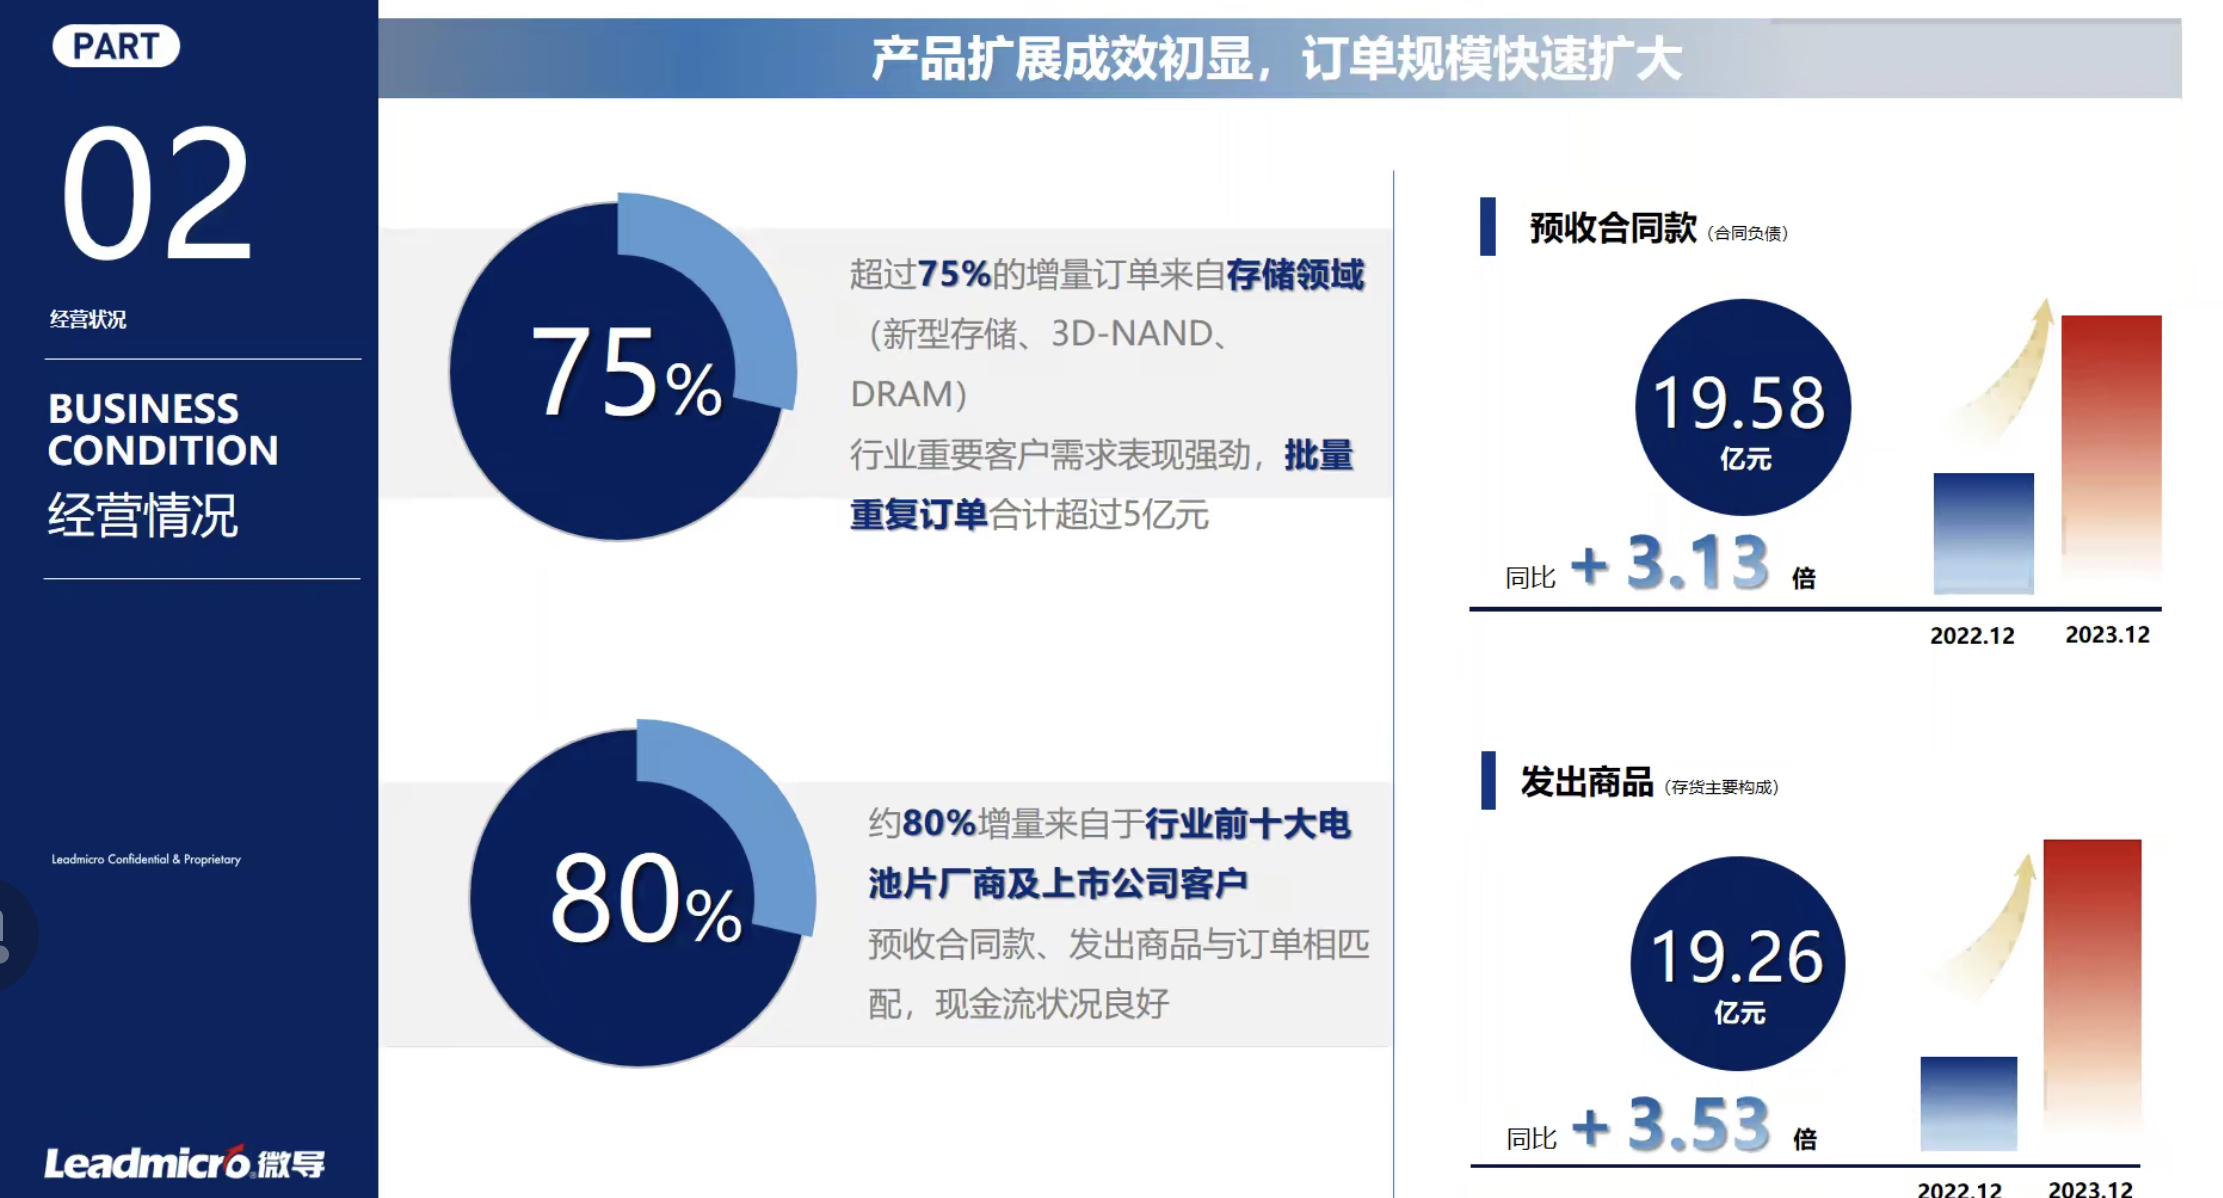 PART
02
经营状况
BUSINESS
CONDITION
经营情况
Leadmicro Confidential & Proprietary
Leadmicro 微导
产品扩展成效初显，订单规模快速扩大
75%
超过75%的增量订单来自存储领域
（新型存储、3D-NAND、
DRAM）
行业重要客户需求表现强劲，批量
重复订单合计超过5亿元
80%
约80%增量来自于行业前十大电
池片厂商及上市公司客户
预收合同款、发出商品与订单相匹
配，现金流状况良好
预收合同款（合同负债）
19.58
亿元
同比 + 3.13 倍
2022.12 2023.12
发出商品（存货主要构成）
19.26
亿元
同比 + 3.53 倍
2022.12 2023.12